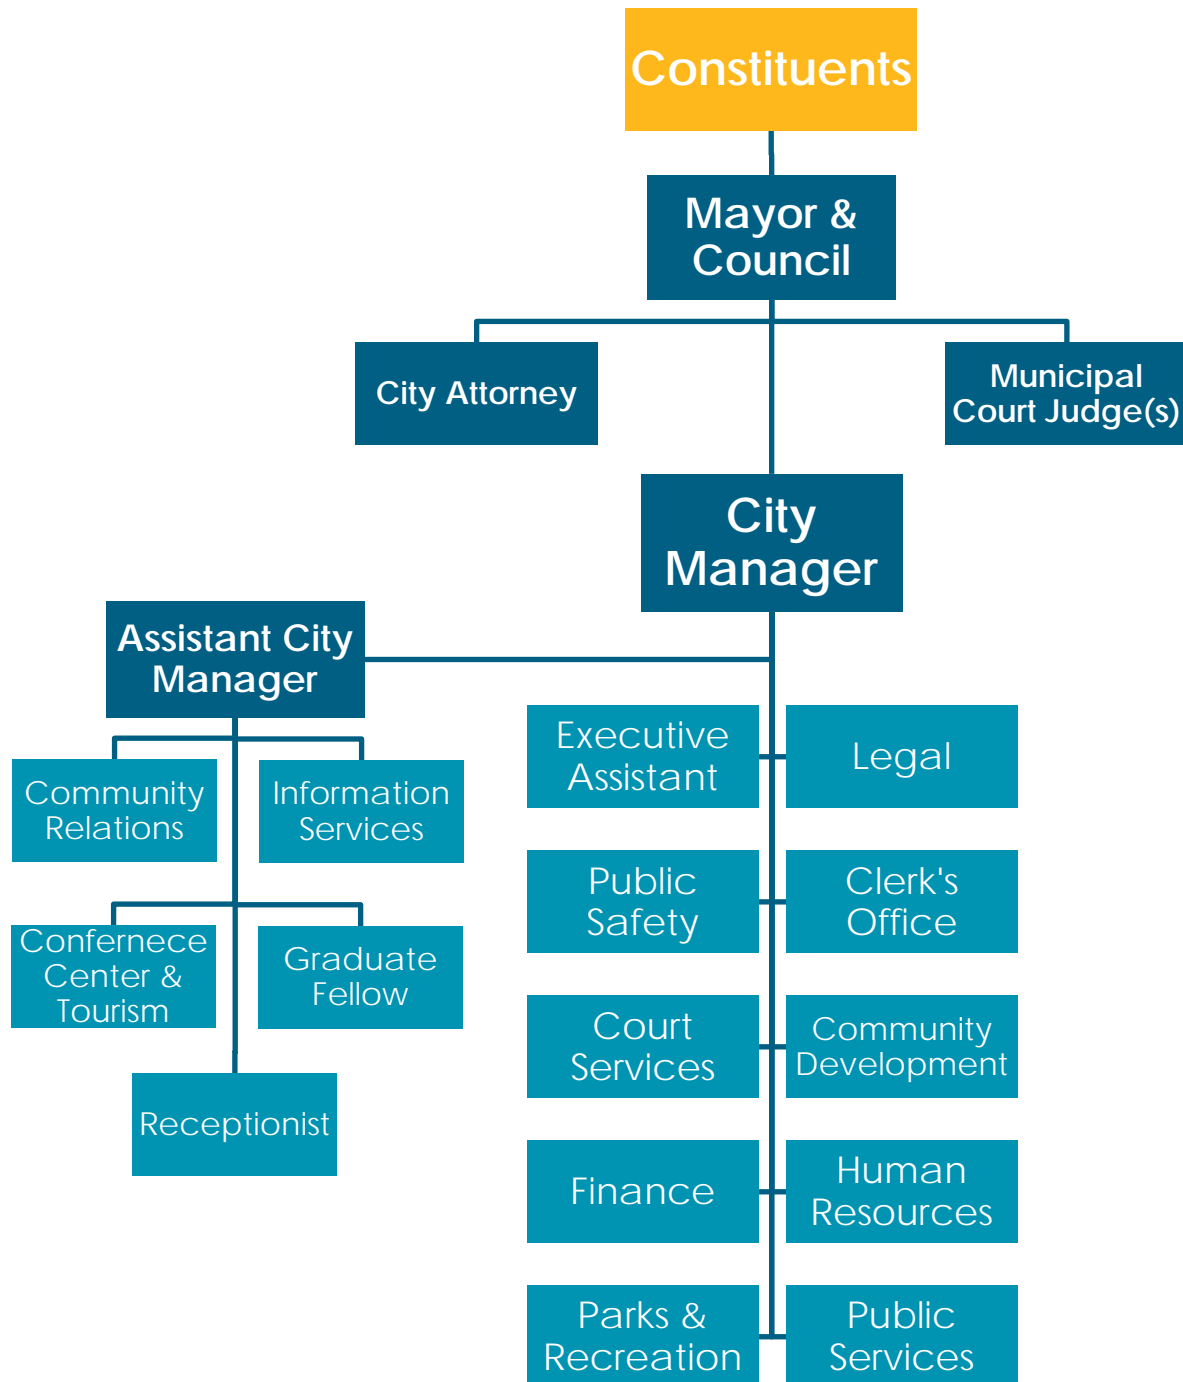 Constituents
Mayor &
Council
City Attorney
Municipal
Court Judge(s)
City
Manager
Assistant City
Manager
Community
Relations
Information
Services
Confernece
Center &
Tourism
Graduate
Fellow
Receptionist
Executive
Assistant
Legal
Public
Safety
Clerk's
Office
Court
Services
Community
Development
Finance
Human
Resources
Parks &
Recreation
Public
Services